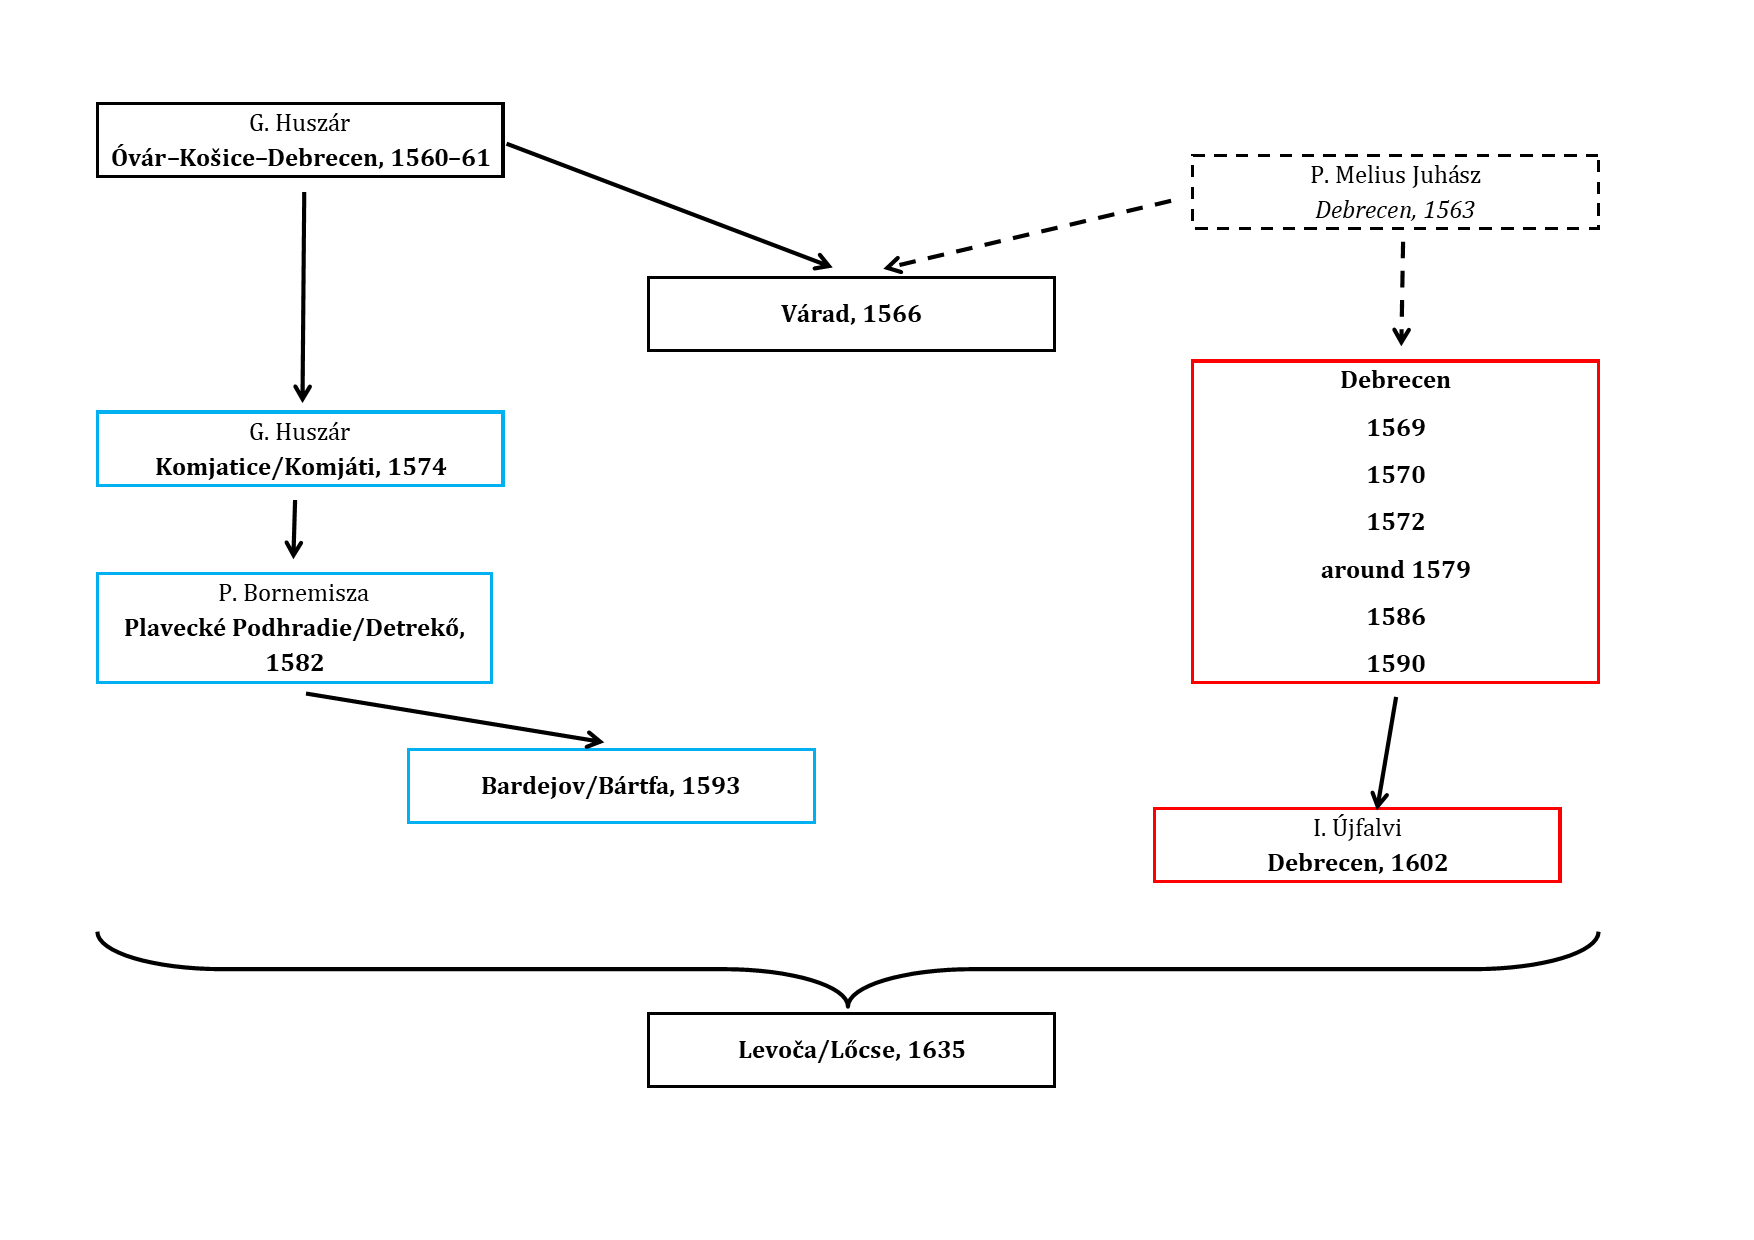 G. Huszár
Óvár–Košice–Debrecen, 1560–61
P. Melius Juhász
Debrecen, 1563
Várad, 1566
G. Huszár
Komjatice/Komjáti, 1574
P. Bornemisza
Plavecké Podhradie/Detrekő,
1582
Bardejov/Bártfa, 1593
Debrecen
1569
1570
1572
around 1579
1586
1590
I. Újfalvi
Debrecen, 1602
Levoča/Lőcse, 1635